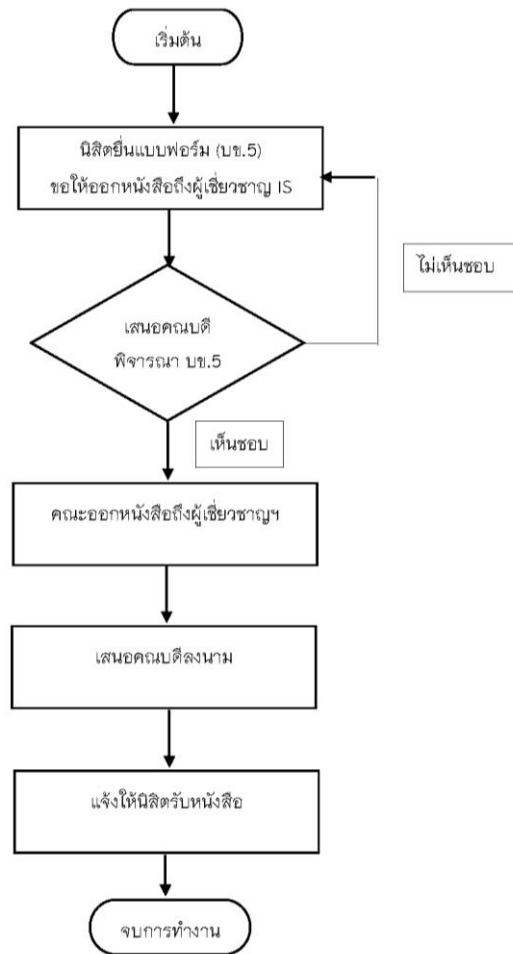 เริ่มต้น
นิสิตยื่นแบบฟอร์ม (บข.5)
ขอให้ออกหนังสือถึงผู้เชี่ยวชาญ IS
ไม่เห็นชอบ
เสนอคณบดี
พิจารณา บข.5
เห็นชอบ
คณะออกหนังสือถึงผู้เชี่ยวชาญฯ
เสนอคณบดีลงนาม
แจ้งให้นิสิตรับหนังสือ
จบการทำงาน